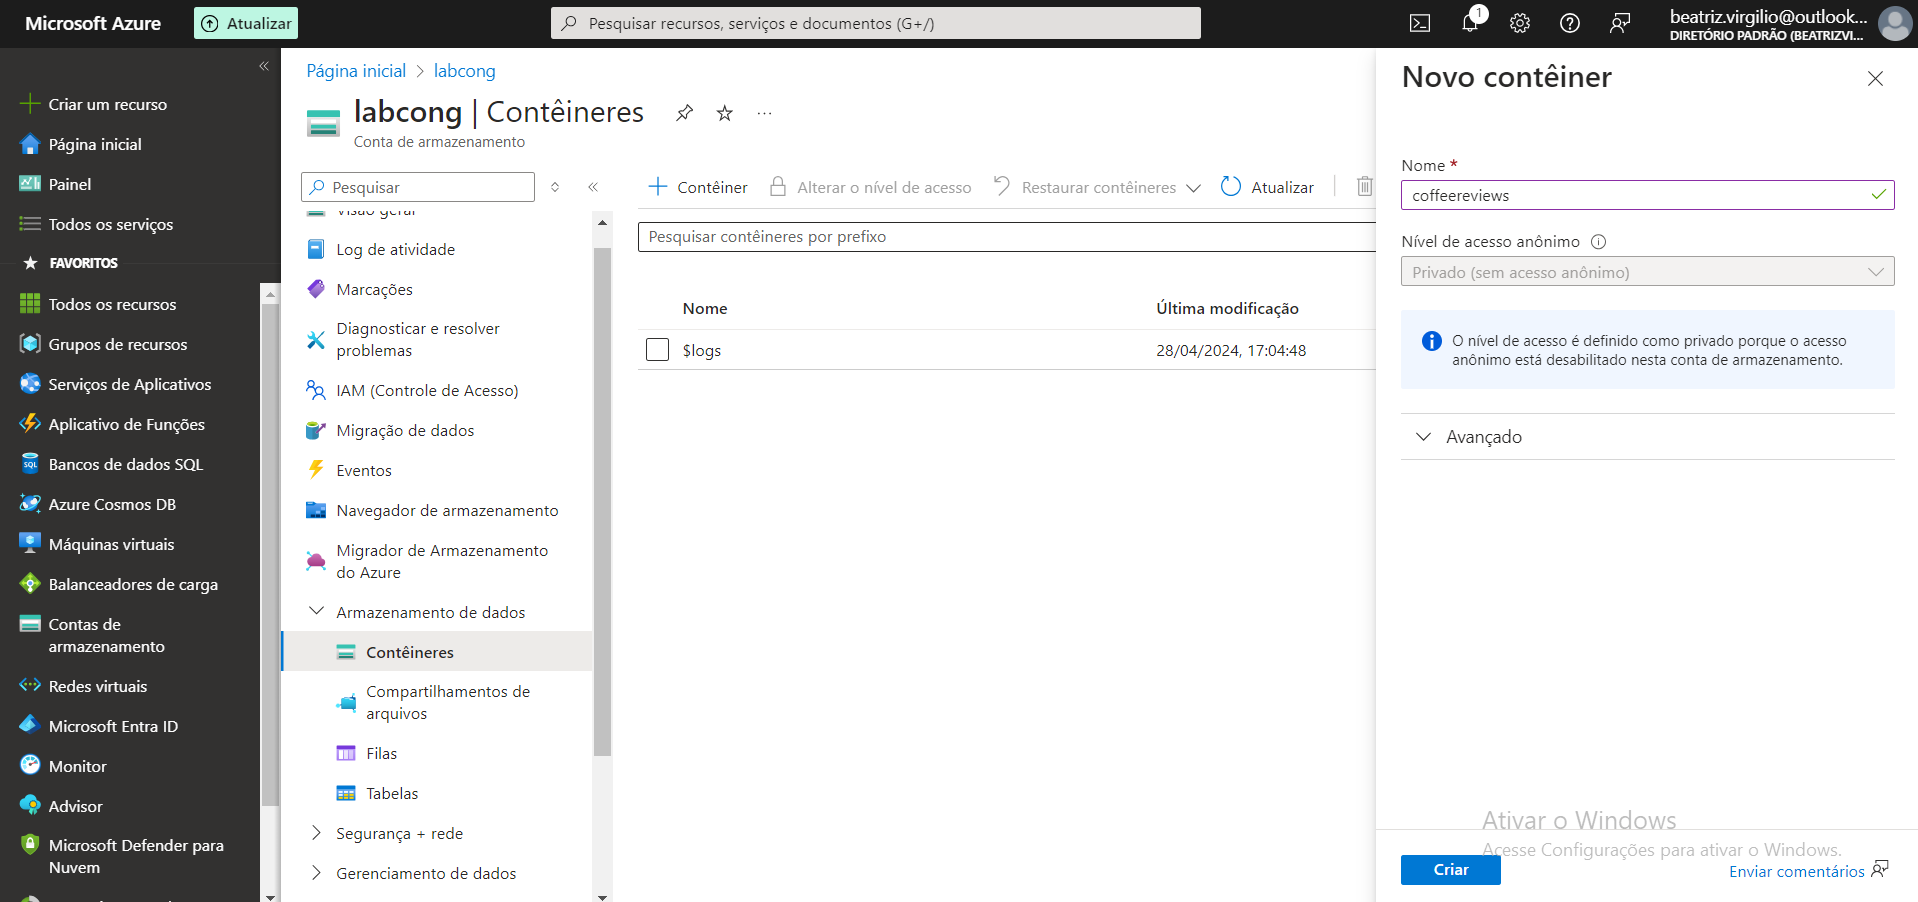 Microsoft Azure
Atualizar
Pesquisar recursos, serviços e documentos (G+/)
1
beatriz.virgilio@outlook...
DIRETÓRIO PADRÃO (BEATRIZVI...
Criar um recurso
Página inicial
Painel
Todos os serviços
FAVORITOS
Todos os recursos
Grupos de recursos
Serviços de Aplicativos
Aplicativo de Funções
Bancos de dados SQL
Azure Cosmos DB
Máquinas virtuais
Balanceadores de carga
Contas de
armazenamento
Redes virtuais
Microsoft Entra ID
Monitor
Advisor
Microsoft Defender para
Nuvem
Página inicial > labcong
labcong | Contêineres
Conta de armazenamento
Pesquisar
Visão geral
Log de atividade
Marcações
Diagnosticar e resolver
problemas
IAM (Controle de Acesso)
Migração de dados
Eventos
Navegador de armazenamento
Migrador de Armazenamento
do Azure
Armazenamento de dados
Contêineres
Compartilhamentos de
arquivos
Filas
Tabelas
Segurança + rede
Gerenciamento de dados
Contêiner
Alterar o nível de acesso
Restaurar contêineres
Atualizar
Pesquisar contêineres por prefixo
Nome
Última modificação
$logs
28/04/2024, 17:04:48
Novo contêiner
Nome *
coffeereviews
Nível de acesso anônimo
Privado (sem acesso anônimo)
O nível de acesso é definido como privado porque o acesso
anônimo está desabilitado nesta conta de armazenamento.
Avançado
Ativar o Windows
Acesse Configurações para ativar o Windows.
Criar
Enviar comentários